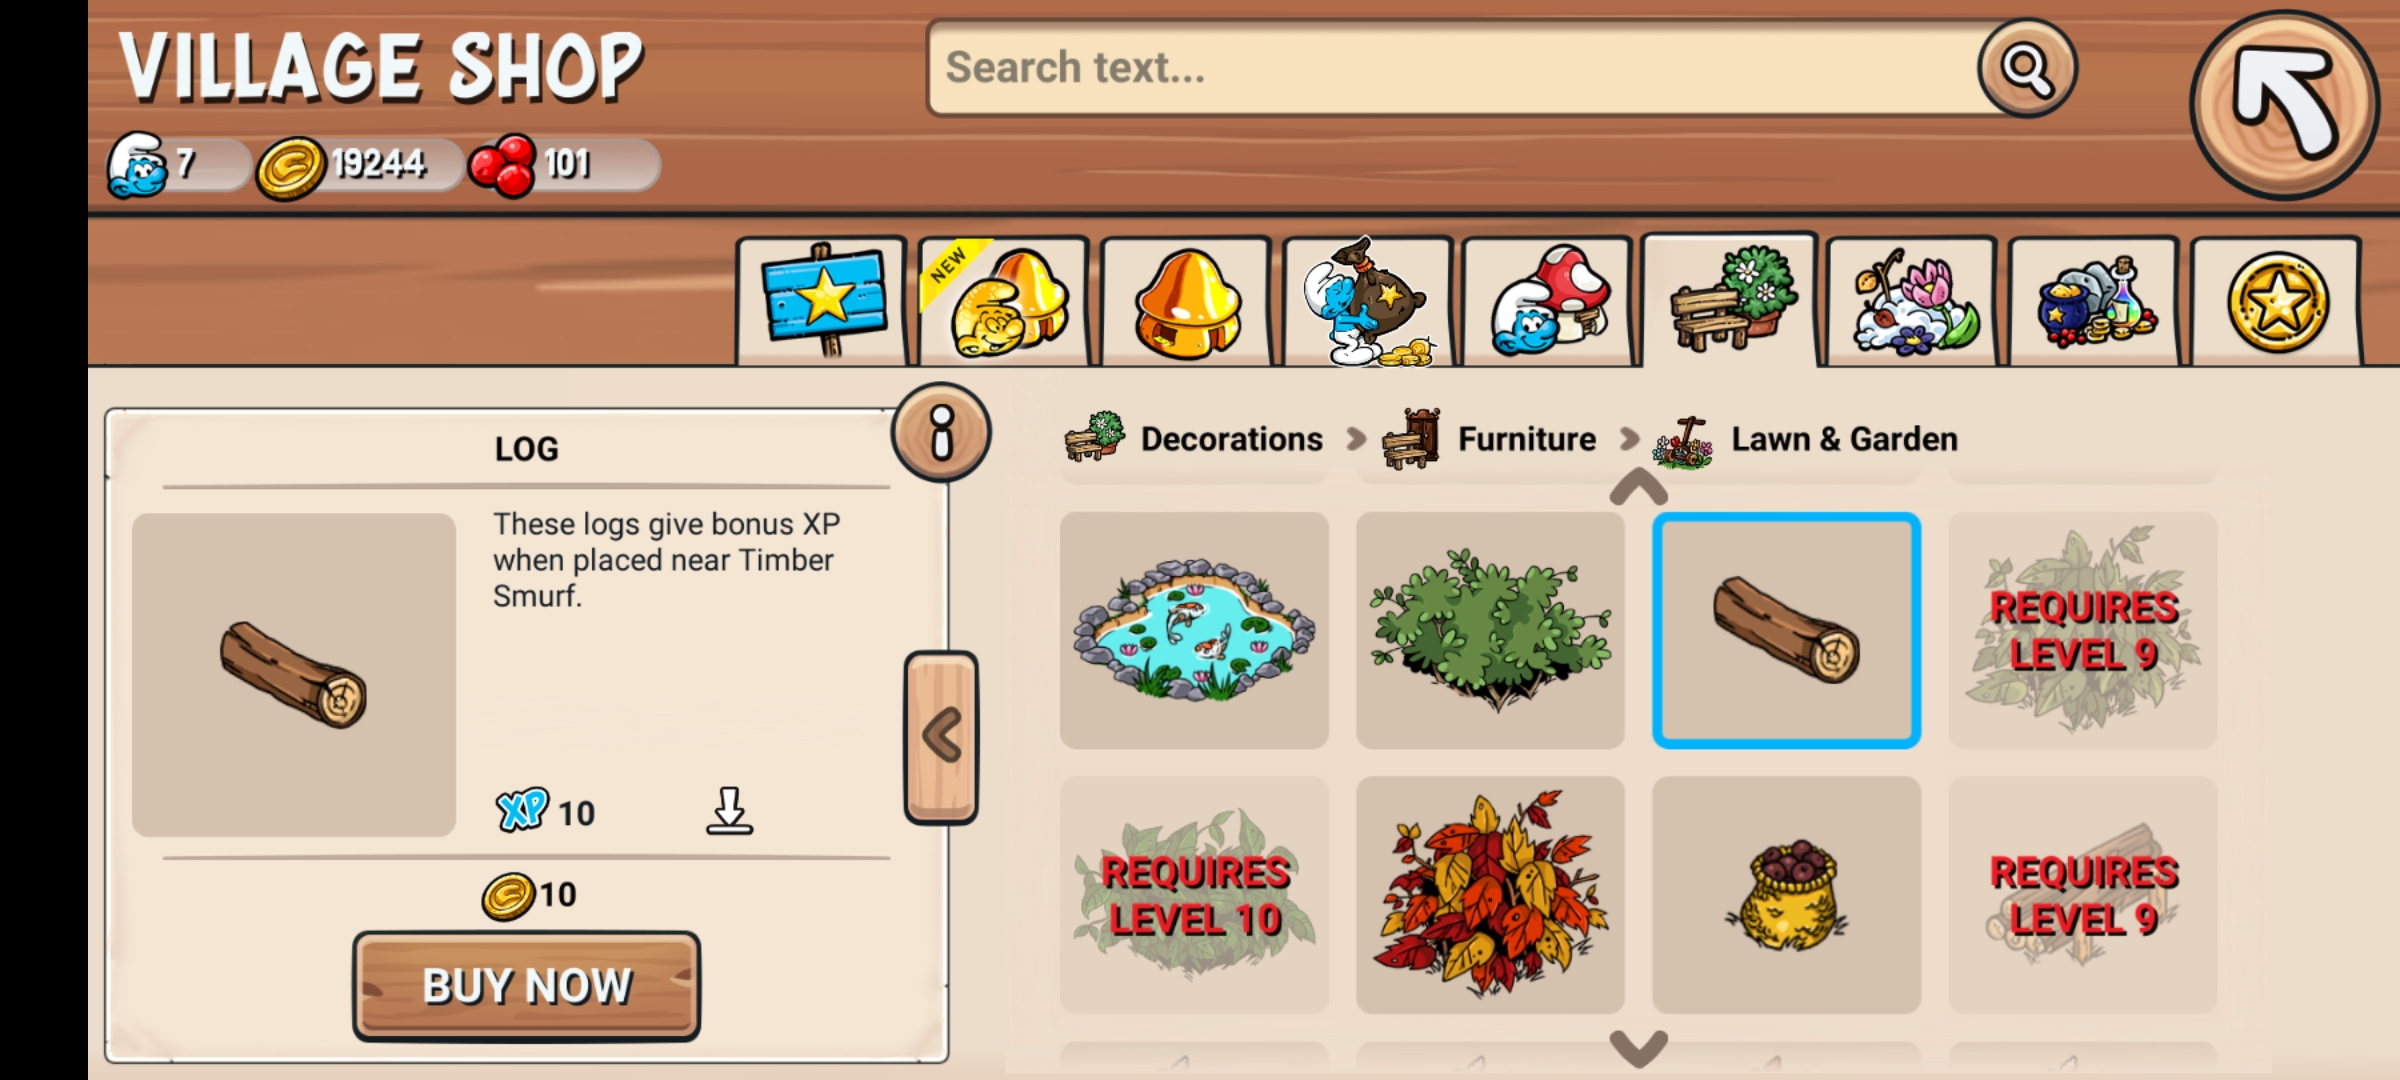 VILLAGE SHOP
Search text...
7
19244
101
NEW
LOG
These logs give bonus XP
when placed near Timber
Smurf.
XP 10
10
BUY NOW
Decorations
Furniture
Lawn & Garden
REQUIRES
LEVEL 9
REQUIRES
LEVEL 10
REQUIRES
LEVEL 9